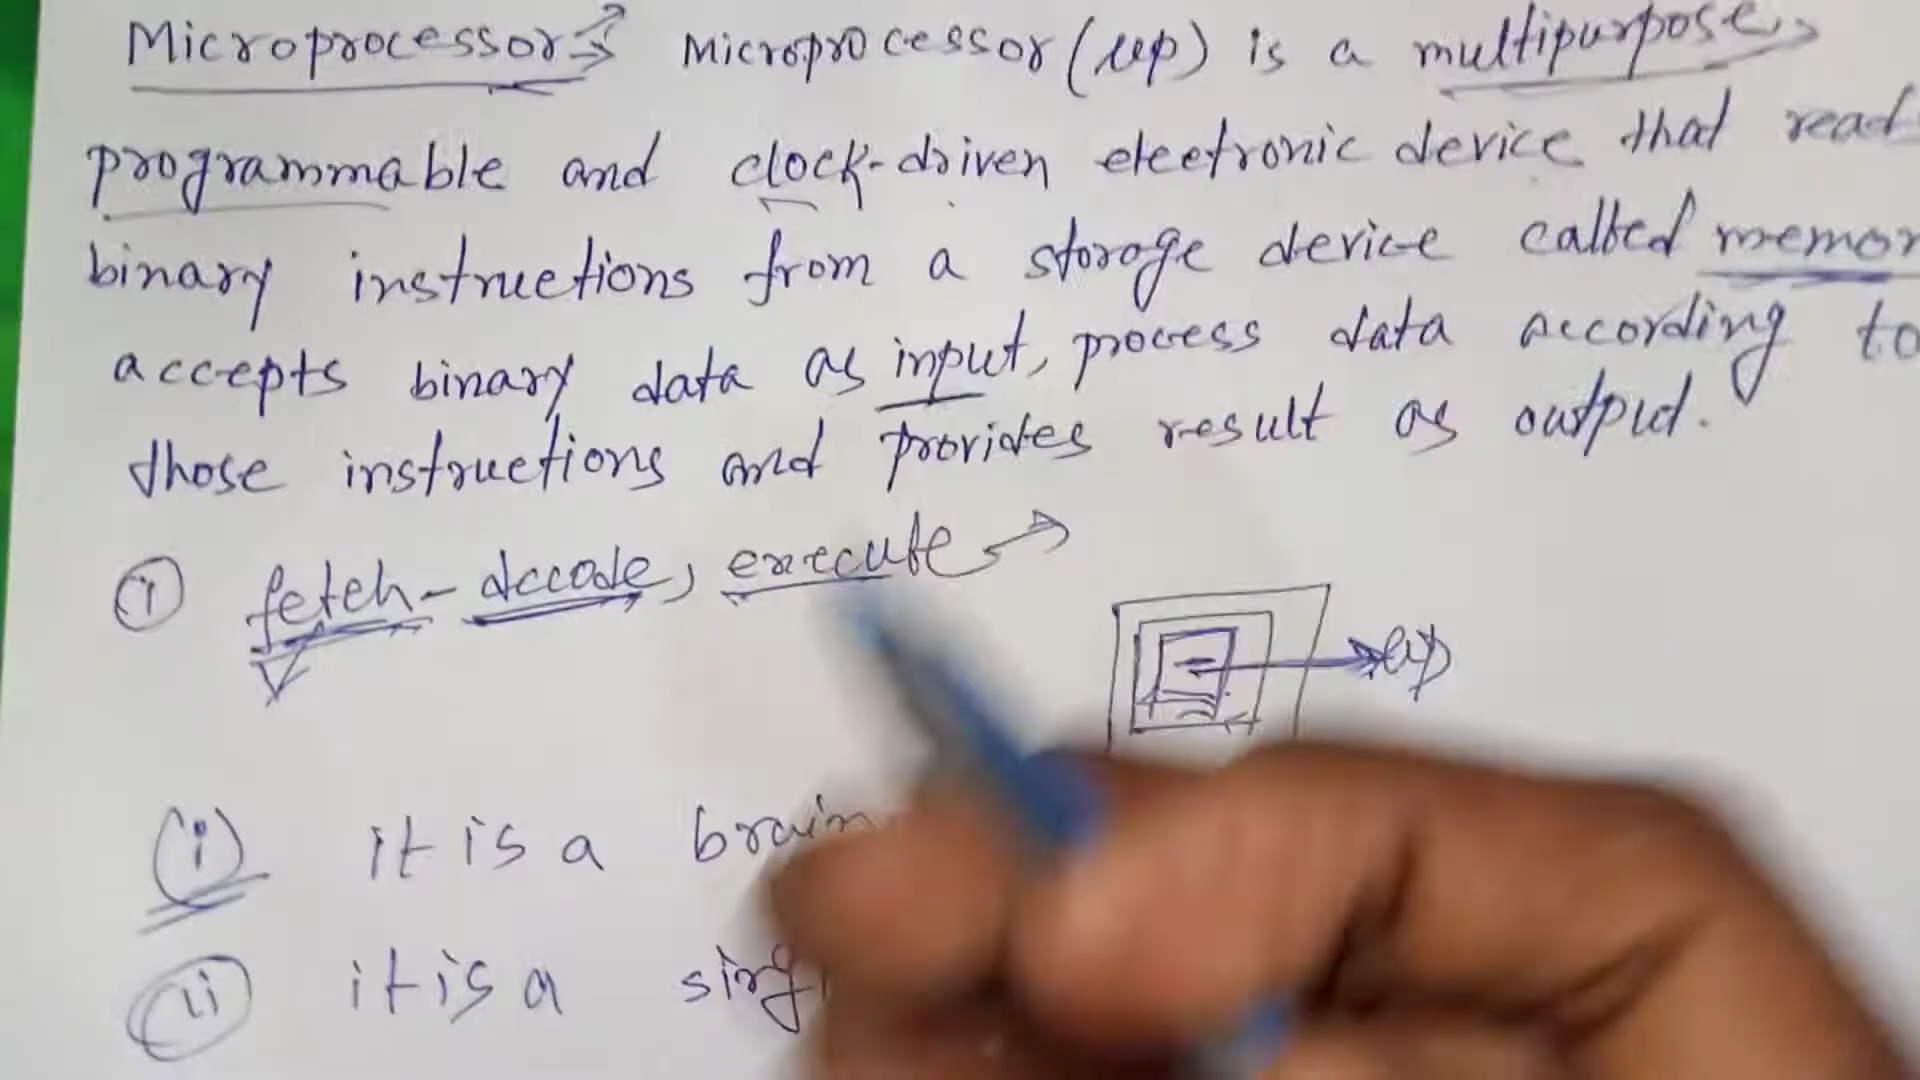 Microprocessor → Microprocessor (μp) is a multipurpose,
programmable and clock-driven electronic device that read
binary instructions from a storage device called memor
accepts binary data as input, process data according to
those instructions and provides result as output.
① fetch - decode, execute →
μp
(i) it is a brain
(ii) it is a singl